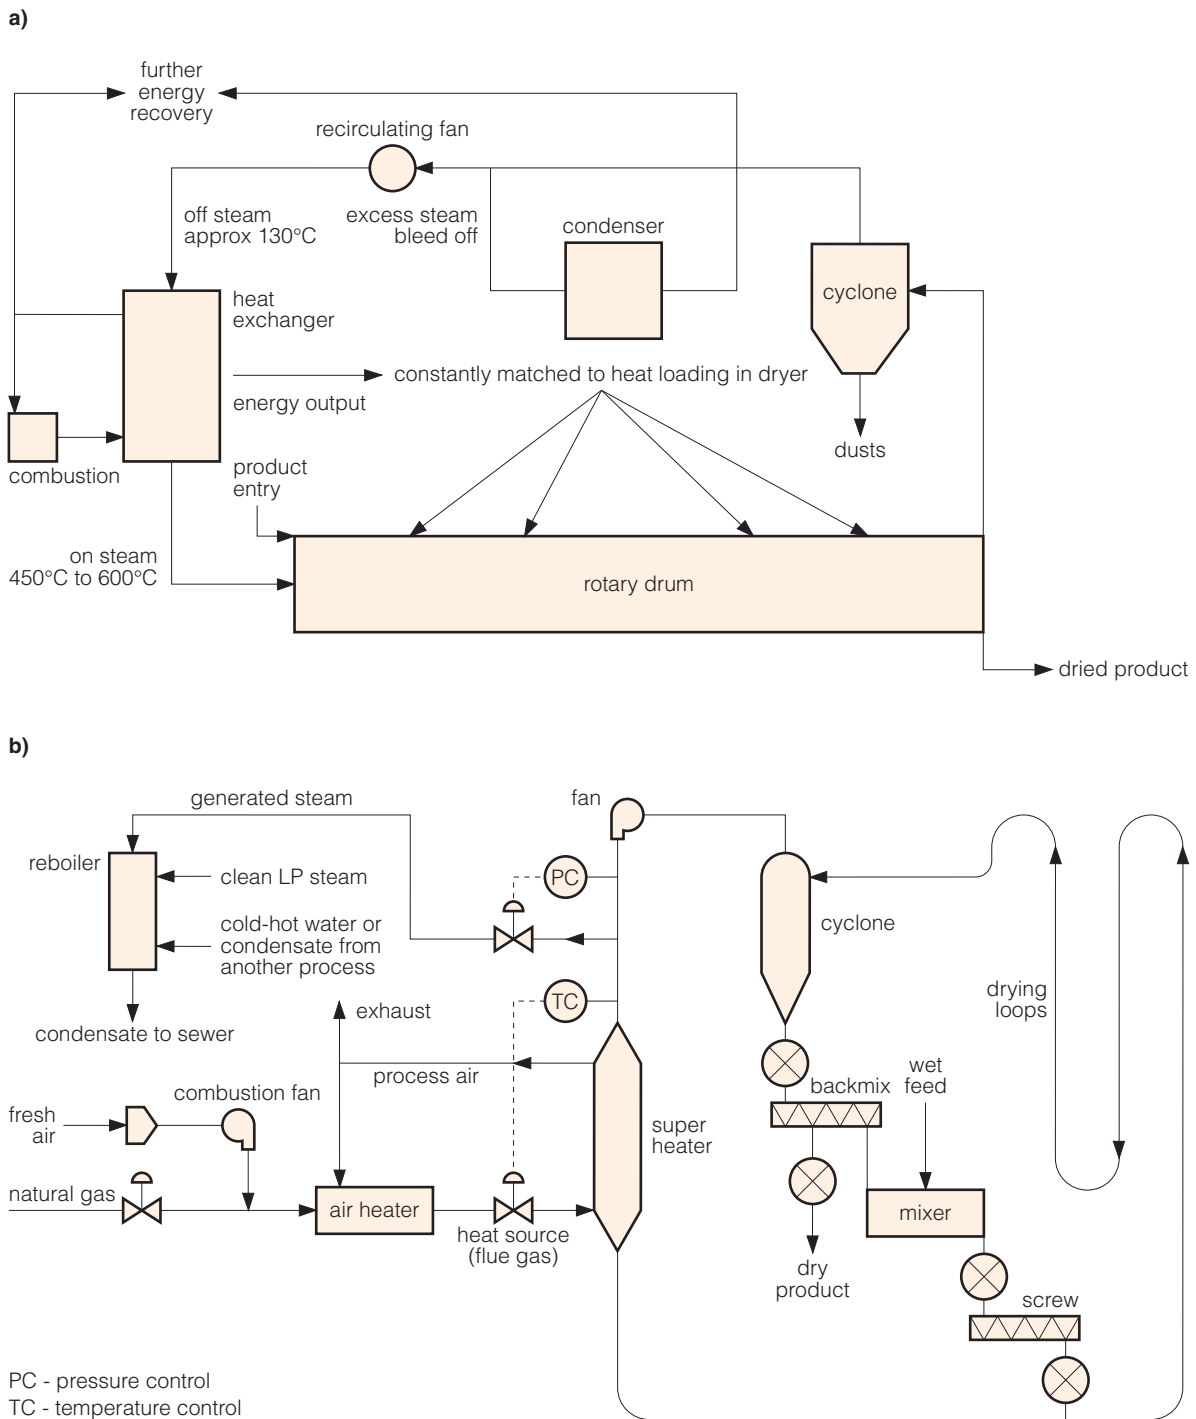 a)
further
energy
recovery
recirculating fan
off steam
approx 130°C
excess steam
bleed off
condenser
cyclone
heat
exchanger
constantly matched to heat loading in dryer
energy output
dusts
combustion
product
entry
on steam
450°C to 600°C
rotary drum
dried product
b)
generated steam
fan
reboiler
clean LP steam
PC
cold-hot water or
condensate from
another process
cyclone
condensate to sewer
exhaust
TC
drying
loops
process air
combustion fan
fresh
air
backmix
wet
feed
super
heater
natural gas
air heater
heat source
(flue gas)
mixer
dry
product
screw
PC - pressure control
TC - temperature control